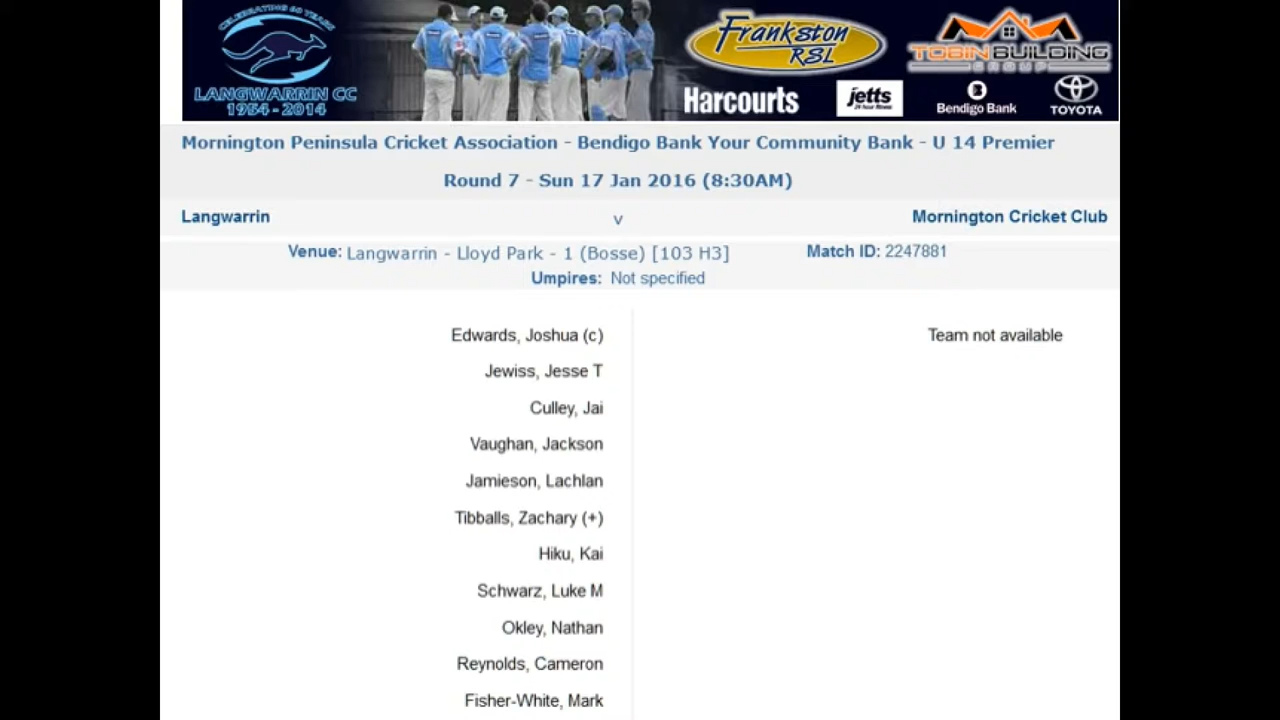 CELEBRATING 60 YEARS
LANGWARRIN CC
1954 - 2014
Frankston
RSL
TOBIN BUILDING
GROUP
Harcourts
jetts
24 hour fitness
Bendigo Bank
TOYOTA
Mornington Peninsula Cricket Association - Bendigo Bank Your Community Bank - U 14 Premier
Round 7 - Sun 17 Jan 2016 (8:30AM)
Langwarrin v Mornington Cricket Club
Venue: Langwarrin - Lloyd Park - 1 (Bosse) [103 H3] Match ID: 2247881
Umpires: Not specified
Edwards, Joshua (c) Team not available
Jewiss, Jesse T
Culley, Jai
Vaughan, Jackson
Jamieson, Lachlan
Tibballs, Zachary (+)
Hiku, Kai
Schwarz, Luke M
Okley, Nathan
Reynolds, Cameron
Fisher-White, Mark